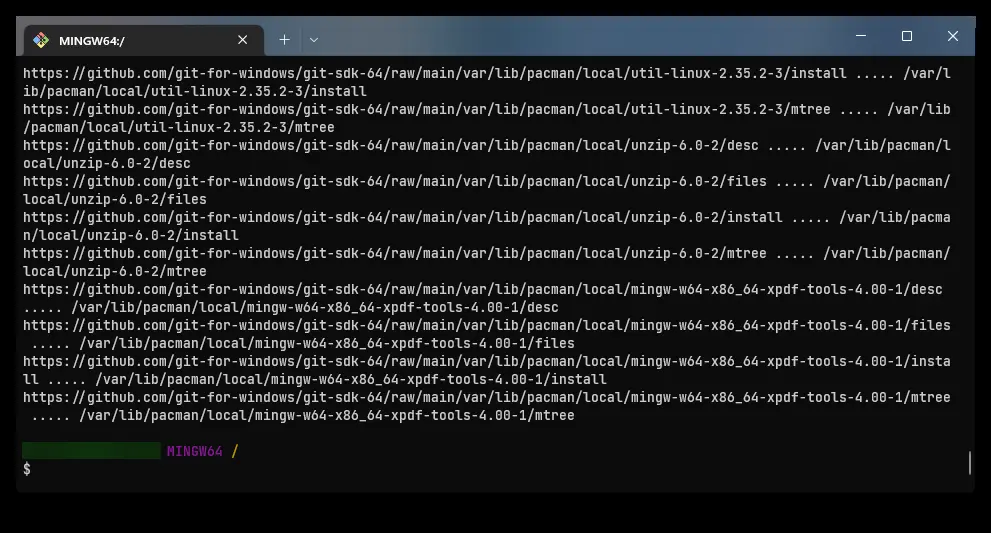 MINGW64:/
https://github.com/git-for-windows/git-sdk-64/raw/main/var/lib/pacman/local/util-linux-2.35.2-3/install ..... /var/l
ib/pacman/local/util-linux-2.35.2-3/install
https://github.com/git-for-windows/git-sdk-64/raw/main/var/lib/pacman/local/util-linux-2.35.2-3/mtree ..... /var/lib
/pacman/local/util-linux-2.35.2-3/mtree
https://github.com/git-for-windows/git-sdk-64/raw/main/var/lib/pacman/local/unzip-6.0-2/desc ..... /var/lib/pacman/l
ocal/unzip-6.0-2/desc
https://github.com/git-for-windows/git-sdk-64/raw/main/var/lib/pacman/local/unzip-6.0-2/files ..... /var/lib/pacman/
local/unzip-6.0-2/files
https://github.com/git-for-windows/git-sdk-64/raw/main/var/lib/pacman/local/unzip-6.0-2/install ..... /var/lib/pacma
n/local/unzip-6.0-2/install
https://github.com/git-for-windows/git-sdk-64/raw/main/var/lib/pacman/local/unzip-6.0-2/mtree ..... /var/lib/pacman/
local/unzip-6.0-2/mtree
https://github.com/git-for-windows/git-sdk-64/raw/main/var/lib/pacman/local/mingw-w64-x86_64-xpdf-tools-4.00-1/desc
..... /var/lib/pacman/local/mingw-w64-x86_64-xpdf-tools-4.00-1/desc
https://github.com/git-for-windows/git-sdk-64/raw/main/var/lib/pacman/local/mingw-w64-x86_64-xpdf-tools-4.00-1/files
..... /var/lib/pacman/local/mingw-w64-x86_64-xpdf-tools-4.00-1/files
https://github.com/git-for-windows/git-sdk-64/raw/main/var/lib/pacman/local/mingw-w64-x86_64-xpdf-tools-4.00-1/insta
ll ..... /var/lib/pacman/local/mingw-w64-x86_64-xpdf-tools-4.00-1/install
https://github.com/git-for-windows/git-sdk-64/raw/main/var/lib/pacman/local/mingw-w64-x86_64-xpdf-tools-4.00-1/mtree
..... /var/lib/pacman/local/mingw-w64-x86_64-xpdf-tools-4.00-1/mtree
MINGW64 /
$